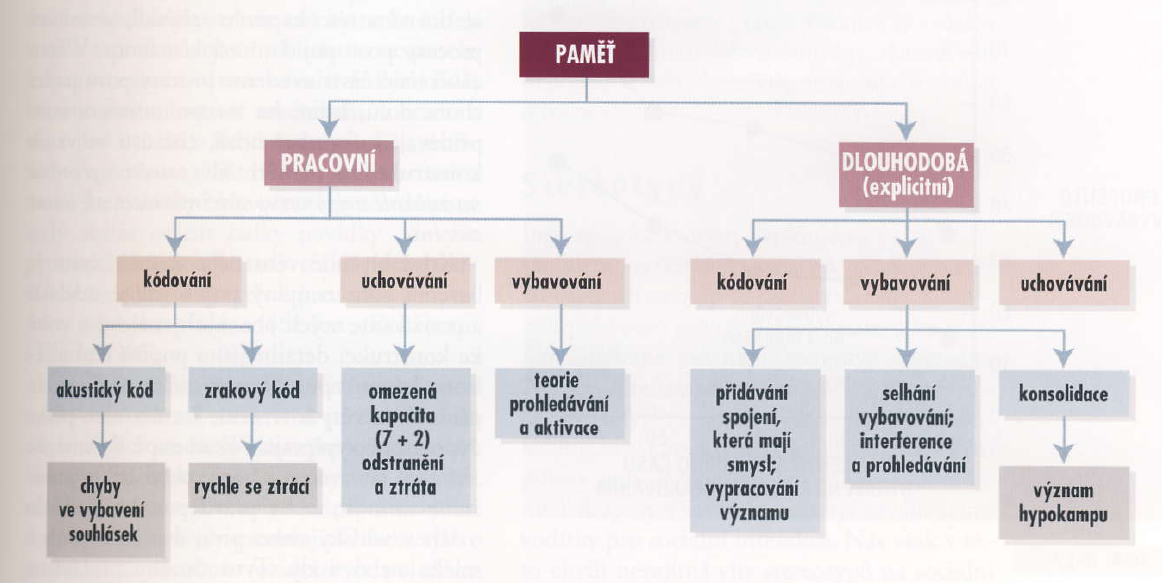 PAMĚŤ
PRACOVNÍ
DLOUHODOBÁ
(explicitní)
kódování
uchovávání
vybavování
kódování
vybavování
uchovávání
akustický kód
zrakový kód
omezená
kapacita
(7 + 2)
odstranění
a ztráta
teorie
prohledávání
a aktivace
přidávání
spojení,
která mají
smysl;
vypracování
významu
selhání
vybavování;
interference
a prohledávání
konsolidace
chyby
ve vybavení
souhlásek
rychle se ztrácí
význam
hypokampu